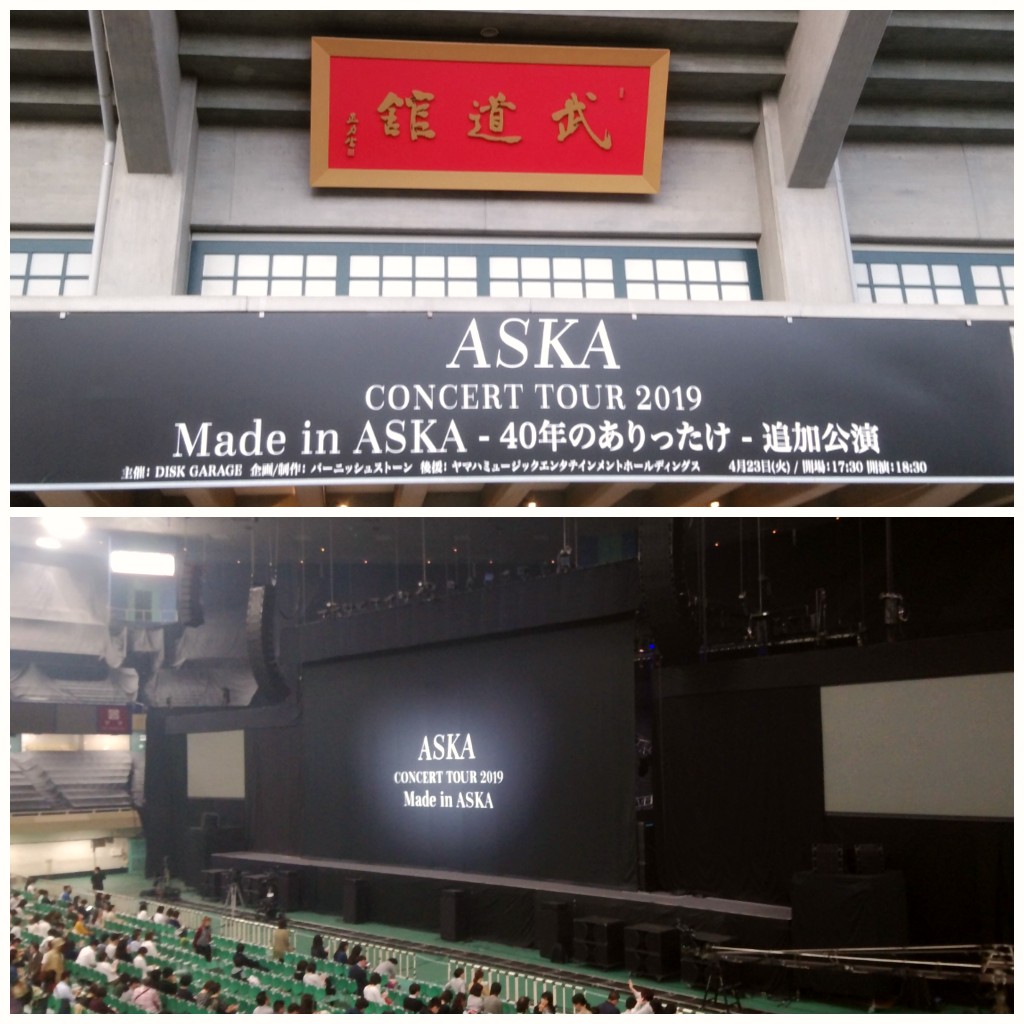 武道館
ASKA
CONCERT TOUR 2019
Made in ASKA - 40年のありったけ - 追加公演
主催: DISK GARAGE 企画/制作: バーニッシュストーン 後援: ヤマハミュージックエンタテインメントホールディングス 4月23日(火) / 開場:17:30 開演:18:30
ASKA
CONCERT TOUR 2019
Made in ASKA